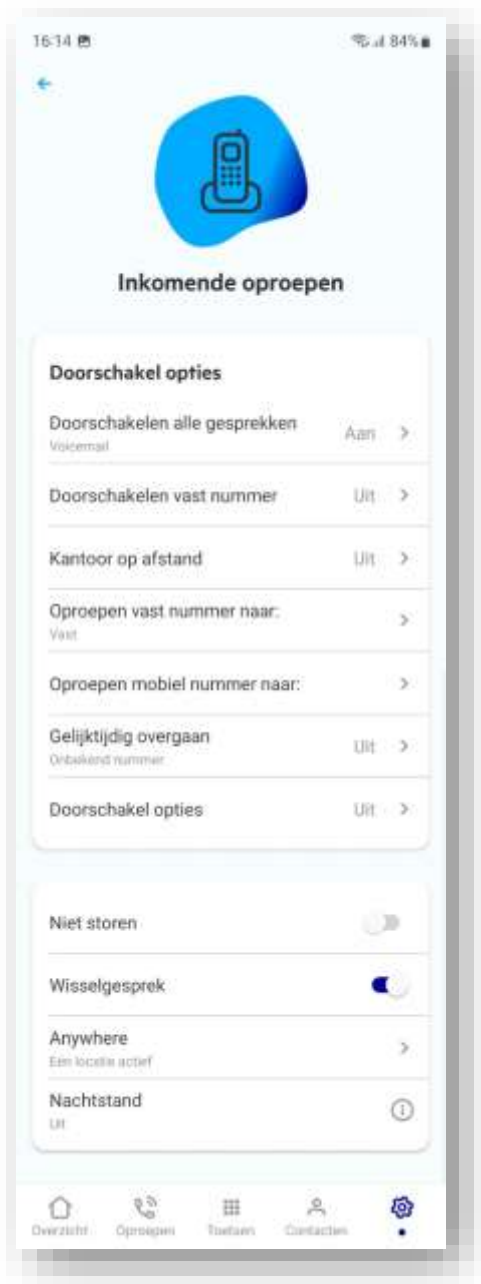 16:14
84%
Inkomende oproepen
Doorschakel opties
Doorschakelen alle gesprekken
Aan
Voicemail
Doorschakelen vast nummer
Uit
Kantoor op afstand
Uit
Oproepen vast nummer naar:
Vast
Oproepen mobiel nummer naar:
Gelijktijdig overgaan
Uit
Onbekend nummer
Doorschakel opties
Uit
Niet storen
Wisselgesprek
Anywhere
Een locatie actief
Nachtstand
Uit
Overzicht Oproepen Toetsen Contacten